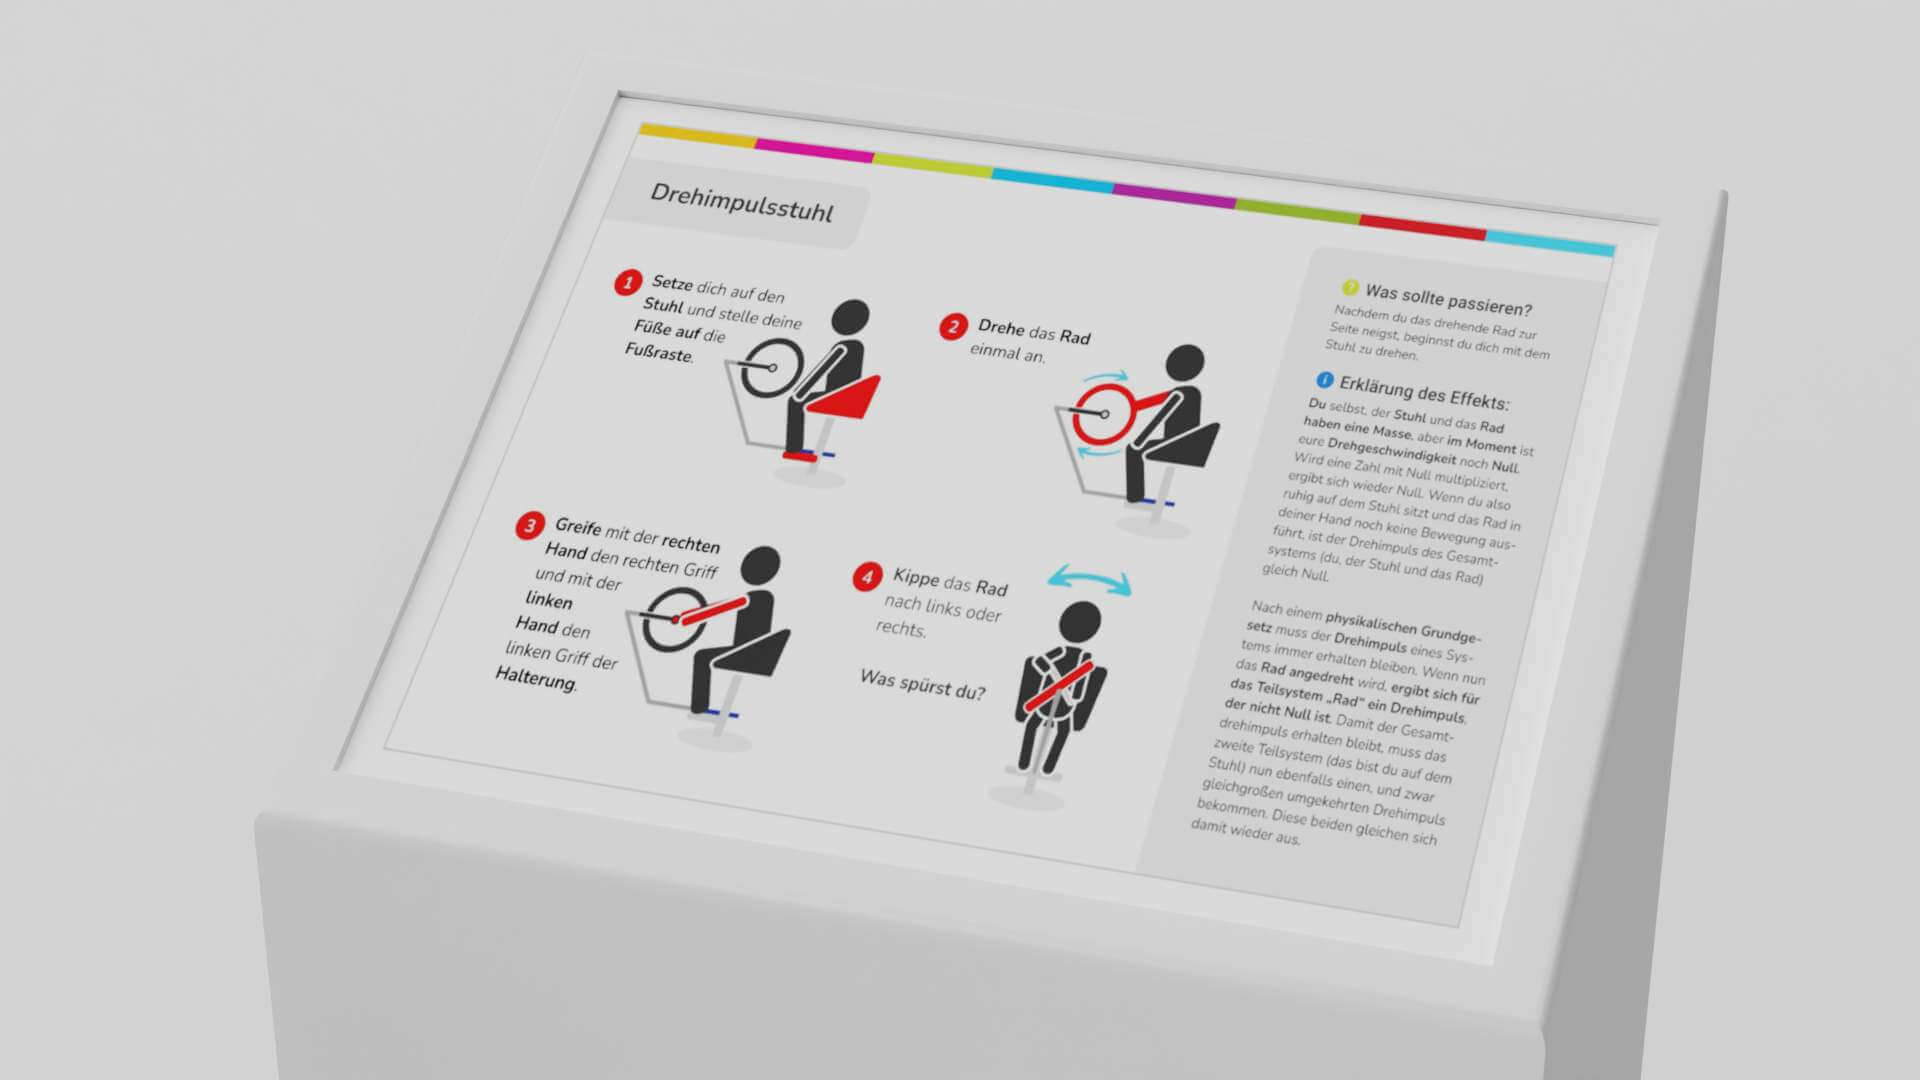 Drehimpulsstuhl
1
Setze dich auf den
Stuhl und stelle deine
Füße auf die
Fußraste.
2
Drehe das Rad
einmal an.
3
Greife mit der rechten
Hand den rechten Griff
und mit der
linken
Hand den
linken Griff der
Halterung.
4
Kippe das Rad
nach links oder
rechts.
Was spürst du?
? Was sollte passieren?
Nachdem du das drehende Rad zur
Seite neigst, beginnst du dich mit dem
Stuhl zu drehen.
i Erklärung des Effekts:
Du selbst, der Stuhl und das Rad
haben eine Masse, aber im Moment ist
eure Drehgeschwindigkeit noch Null.
Wird eine Zahl mit Null multipliziert,
ergibt sich wieder Null. Wenn du also
ruhig auf dem Stuhl sitzt und das Rad in
deiner Hand noch keine Bewegung aus-
führt, ist der Drehimpuls des Gesamt-
systems (du, der Stuhl und das Rad)
gleich Null.
Nach einem physikalischen Grundge-
setz muss der Drehimpuls eines Sys-
tems immer erhalten bleiben. Wenn nun
das Rad angedreht wird, ergibt sich für
das Teilsystem „Rad“ ein Drehimpuls,
der nicht Null ist. Damit der Gesamt-
drehimpuls erhalten bleibt, muss das
zweite Teilsystem (das bist du auf dem
Stuhl) nun ebenfalls einen, und zwar
gleichgroßen umgekehrten Drehimpuls
bekommen. Diese beiden gleichen sich
damit wieder aus.